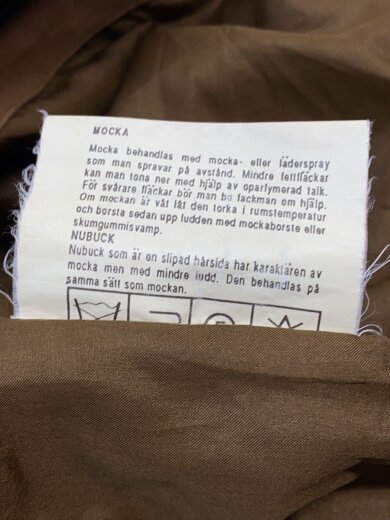 MOCKA
Mocka behandlas med mocka- eller läderspray
som man sprayar på avstånd. Mindre fettfläckar
kan man tona ner med hjälp av oparfymerad talk.
För svårare fläckar bör man be fackman om hjälp.
Om mockan är våt låt den torka i rumstemperatur
och borsta sedan upp ludden med mockaborste eller
skumgummisvamp.
NUBUCK
Nubuck som är en slipad hårsida har karaktären av
mocka men med mindre ludd. Den behandlas på
samma sätt som mockan.